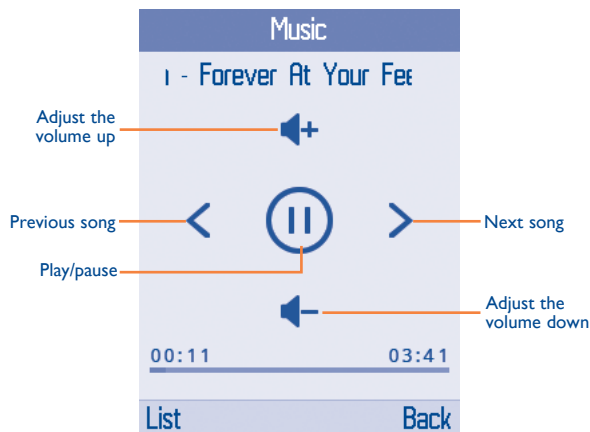 Music
- Forever At Your
Adjust the
volume up
Previous song
Next song
Play/pause
Adjust the
volume down
00:11
03:41
List
Back